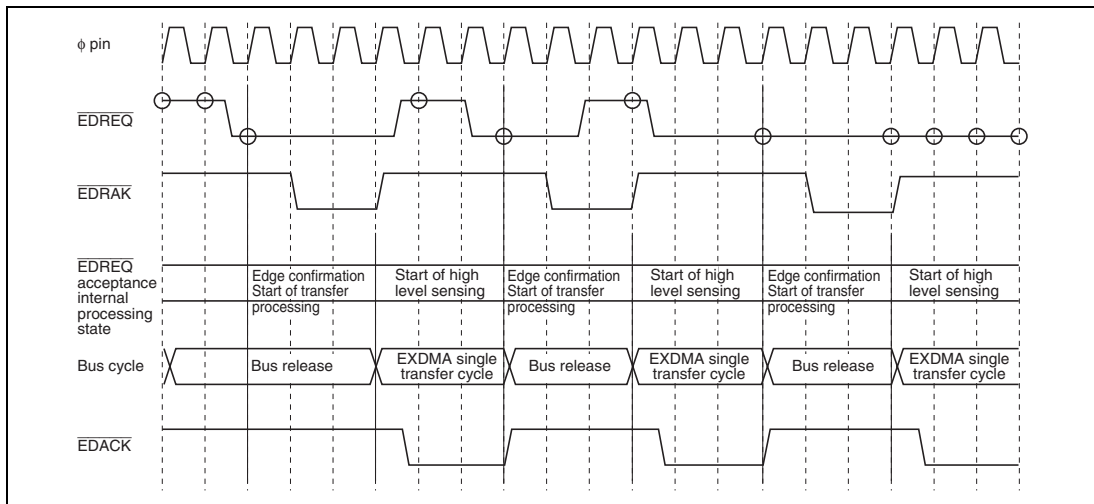 φ pin
EDREQ
EDRAK
EDREQ
acceptance
internal
processing
state
Edge confirmation
Start of transfer
processing
Start of high
level sensing
Edge confirmation
Start of transfer
processing
Start of high
level sensing
Edge confirmation
Start of transfer
processing
Start of high
level sensing
Bus cycle
Bus release
EXDMA single
transfer cycle
Bus release
EXDMA single
transfer cycle
Bus release
EXDMA single
transfer cycle
EDACK